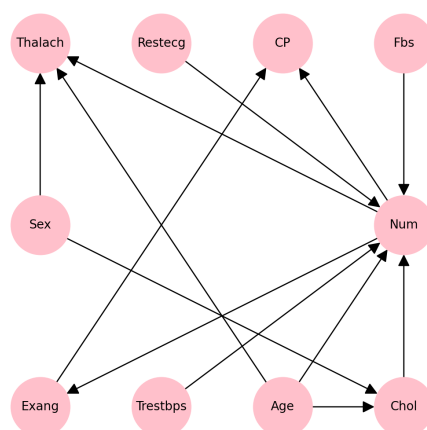 Thalach Restecg CP Fbs
Sex Num
Exang Trestbps Age Chol